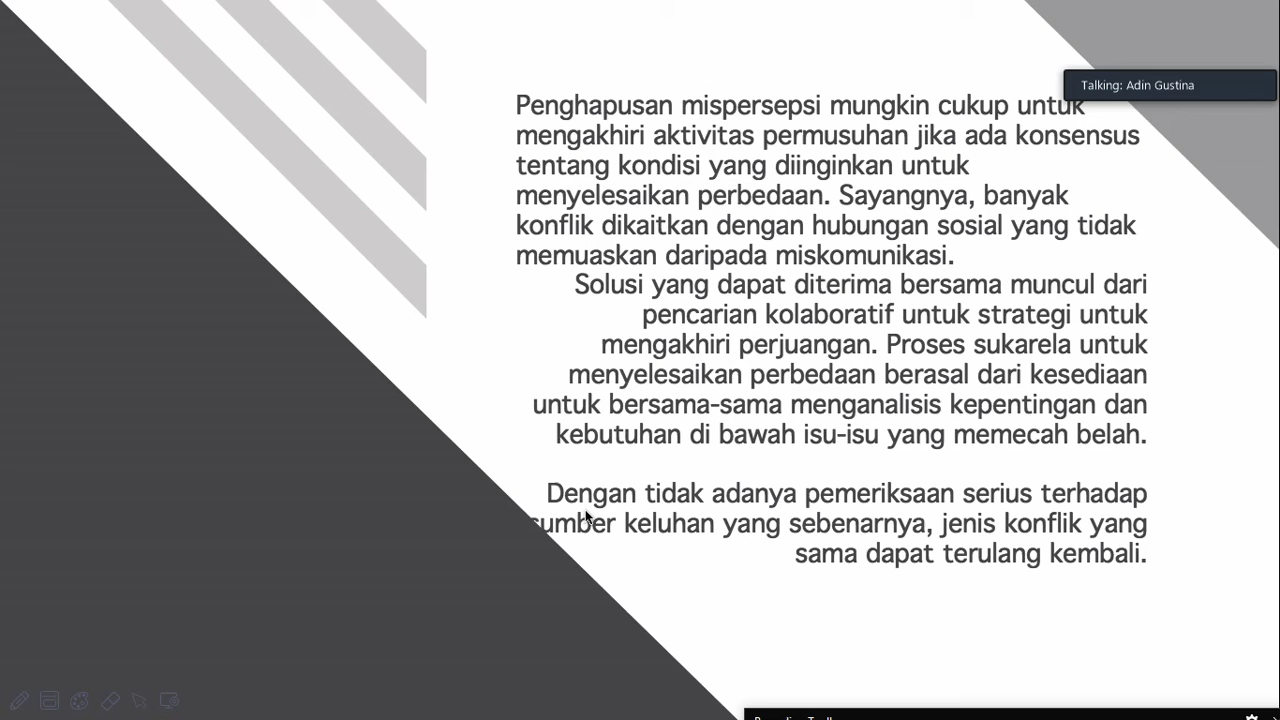 Talking: Adin Gustina
Penghapusan mispersepsi mungkin cukup untuk
mengakhiri aktivitas permusuhan jika ada konsensus
tentang kondisi yang diinginkan untuk
menyelesaikan perbedaan. Sayangnya, banyak
konflik dikaitkan dengan hubungan sosial yang tidak
memuaskan daripada miskomunikasi.
Solusi yang dapat diterima bersama muncul dari
pencarian kolaboratif untuk strategi untuk
mengakhiri perjuangan. Proses sukarela untuk
menyelesaikan perbedaan berasal dari kesediaan
untuk bersama-sama menganalisis kepentingan dan
kebutuhan di bawah isu-isu yang memecah belah.
Dengan tidak adanya pemeriksaan serius terhadap
sumber keluhan yang sebenarnya, jenis konflik yang
sama dapat terulang kembali.